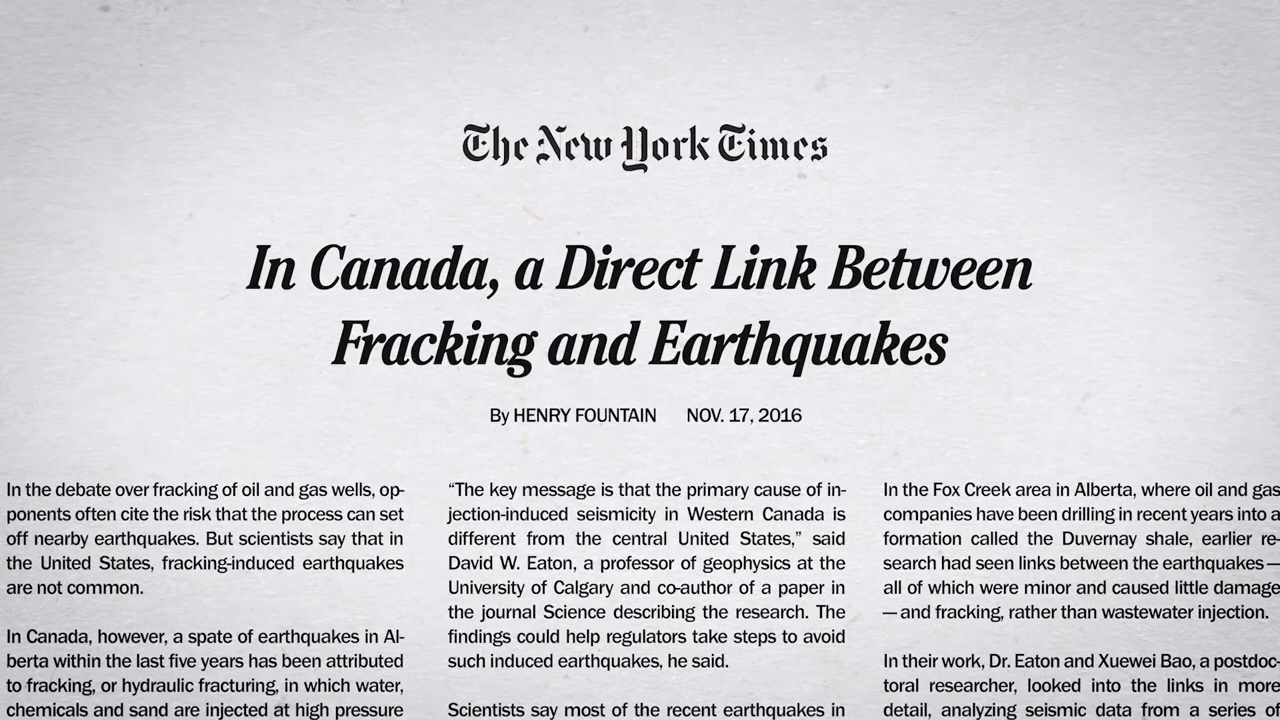 The New York Times
In Canada, a Direct Link Between
Fracking and Earthquakes
By HENRY FOUNTAIN NOV. 17, 2016
In the debate over fracking of oil and gas wells, op-
ponents often cite the risk that the process can set
off nearby earthquakes. But scientists say that in
the United States, fracking-induced earthquakes
are not common.
In Canada, however, a spate of earthquakes in Al-
berta within the last five years has been attributed
to fracking, or hydraulic fracturing, in which water,
chemicals and sand are injected at high pressure
“The key message is that the primary cause of in-
jection-induced seismicity in Western Canada is
different from the central United States,” said
David W. Eaton, a professor of geophysics at the
University of Calgary and co-author of a paper in
the journal Science describing the research. The
findings could help regulators take steps to avoid
such induced earthquakes, he said.
Scientists say most of the recent earthquakes in
In the Fox Creek area in Alberta, where oil and gas
companies have been drilling in recent years into a
formation called the Duvernay shale, earlier re-
search had seen links between the earthquakes —
all of which were minor and caused little damage
— and fracking, rather than wastewater injection.
In their work, Dr. Eaton and Xuewei Bao, a postdoc-
toral researcher, looked into the links in more
detail, analyzing seismic data from a series of